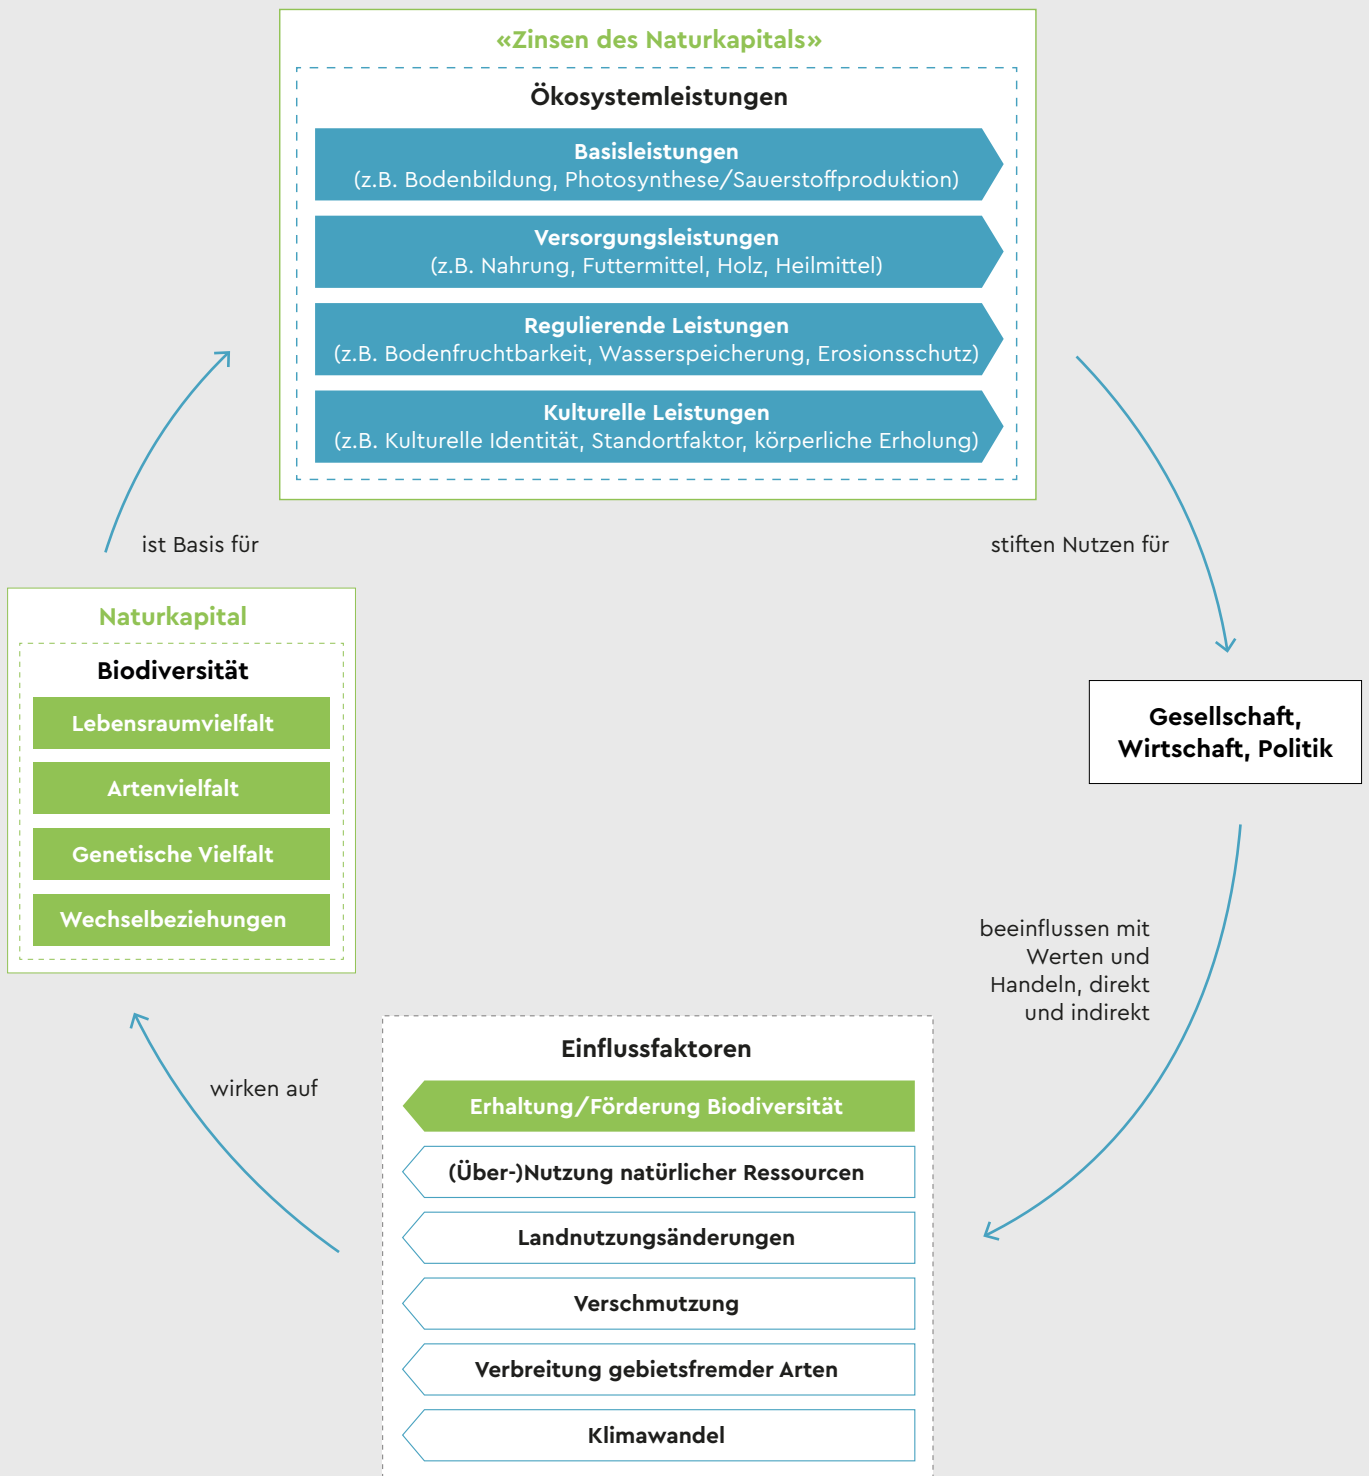 «Zinsen des Naturkapitals»
Ökosystemleistungen
Basisleistungen
(z.B. Bodenbildung, Photosynthese/Sauerstoffproduktion)
Versorgungsleistungen
(z.B. Nahrung, Futtermittel, Holz, Heilmittel)
Regulierende Leistungen
(z.B. Bodenfruchtbarkeit, Wasserspeicherung, Erosionsschutz)
Kulturelle Leistungen
(z.B. Kulturelle Identität, Standortfaktor, körperliche Erholung)
ist Basis für
stiften Nutzen für
Naturkapital
Biodiversität
Lebensraumvielfalt
Artenvielfalt
Genetische Vielfalt
Wechselbeziehungen
Gesellschaft,
Wirtschaft, Politik
beeinflussen mit
Werten und
Handeln, direkt
und indirekt
wirken auf
Einflussfaktoren
Erhaltung/Förderung Biodiversität
(Über-)Nutzung natürlicher Ressourcen
Landnutzungsänderungen
Verschmutzung
Verbreitung gebietsfremder Arten
Klimawandel